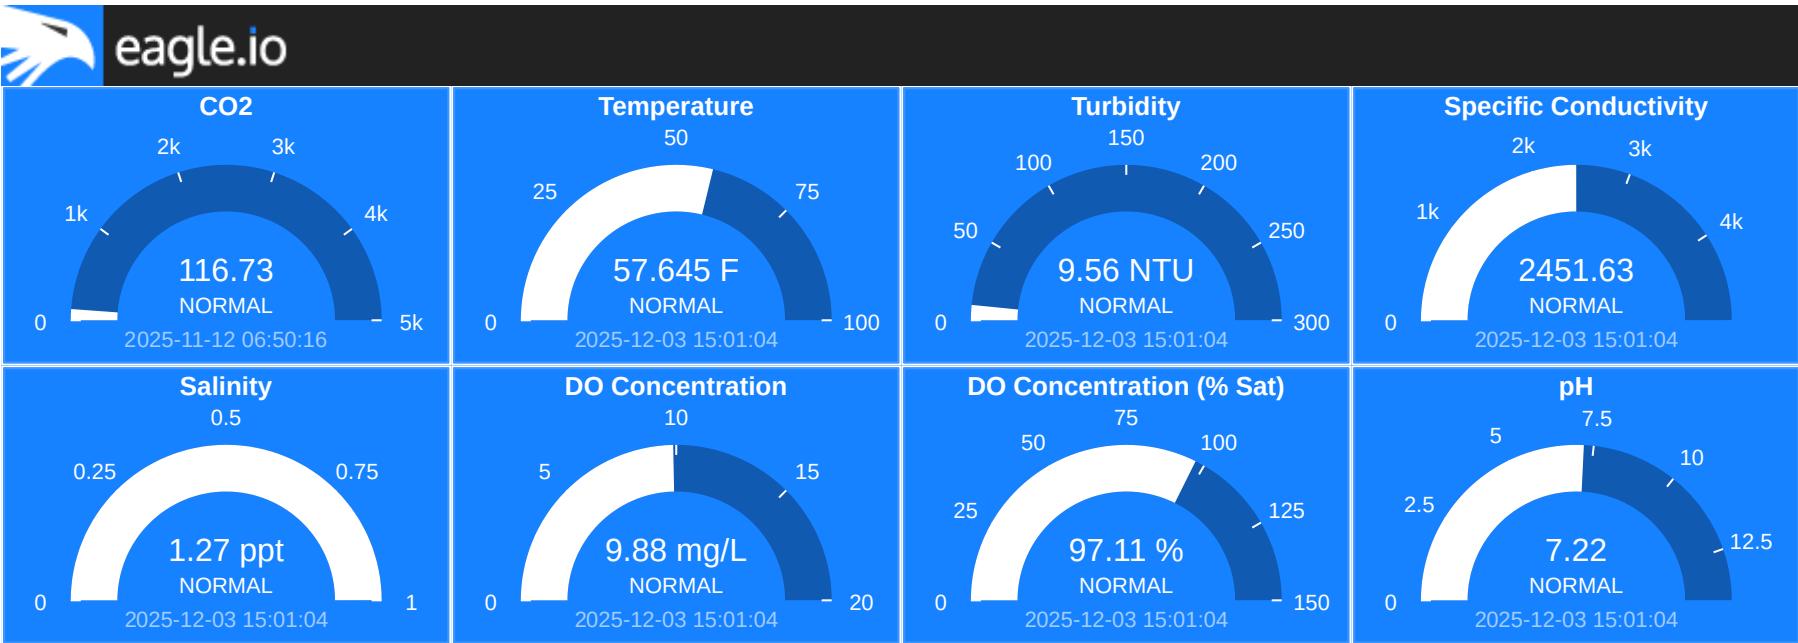 eagle.io
CO2
2k 3k
1k 4k
116.73
NORMAL
0 5k
2025-11-12 06:50:16
Temperature
50
25 75
57.645 F
NORMAL
0 100
2025-12-03 15:01:04
Turbidity
150
100 200
50 250
9.56 NTU
NORMAL
0 300
2025-12-03 15:01:04
Specific Conductivity
2k 3k
1k 4k
2451.63
NORMAL
0
2025-12-03 15:01:04
Salinity
0.5
0.25 0.75
1.27 ppt
NORMAL
0 1
2025-12-03 15:01:04
DO Concentration
10
5 15
9.88 mg/L
NORMAL
0 20
2025-12-03 15:01:04
DO Concentration (% Sat)
75
50 100
25 125
97.11 %
NORMAL
0 150
2025-12-03 15:01:04
pH
7.5
5 10
2.5 12.5
7.22
NORMAL
0
2025-12-03 15:01:04